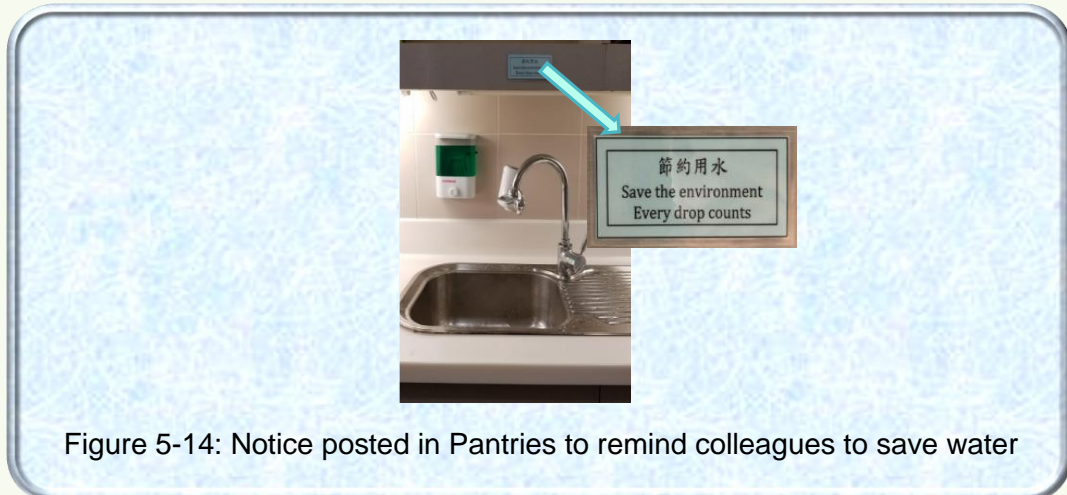 節約用水
Save the environment
Every drop counts
Figure 5-14: Notice posted in Pantries to remind colleagues to save water